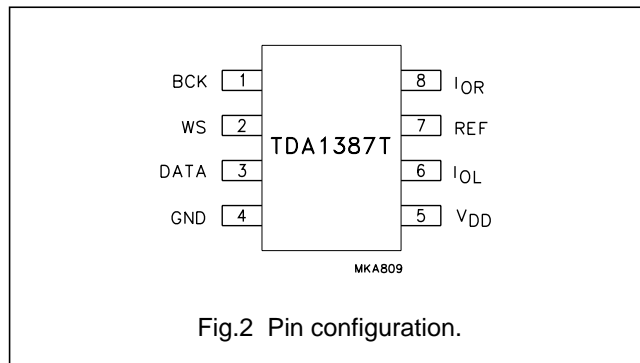 BCK 1 8 IOR
WS 2 7 REF
TDA1387T
DATA 3 6 IOL
GND 4 5 VDD
MKA809
Fig.2 Pin configuration.